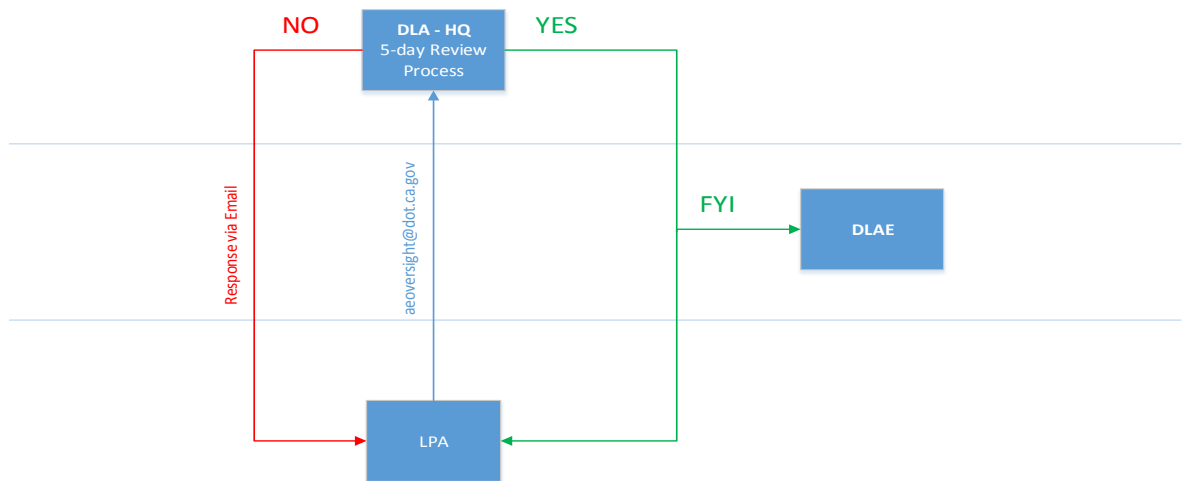 NO
DLA - HQ
5-day Review
Process
YES
Response via Email
aeoversight@dot.ca.gov
FYI
DLAE
LPA